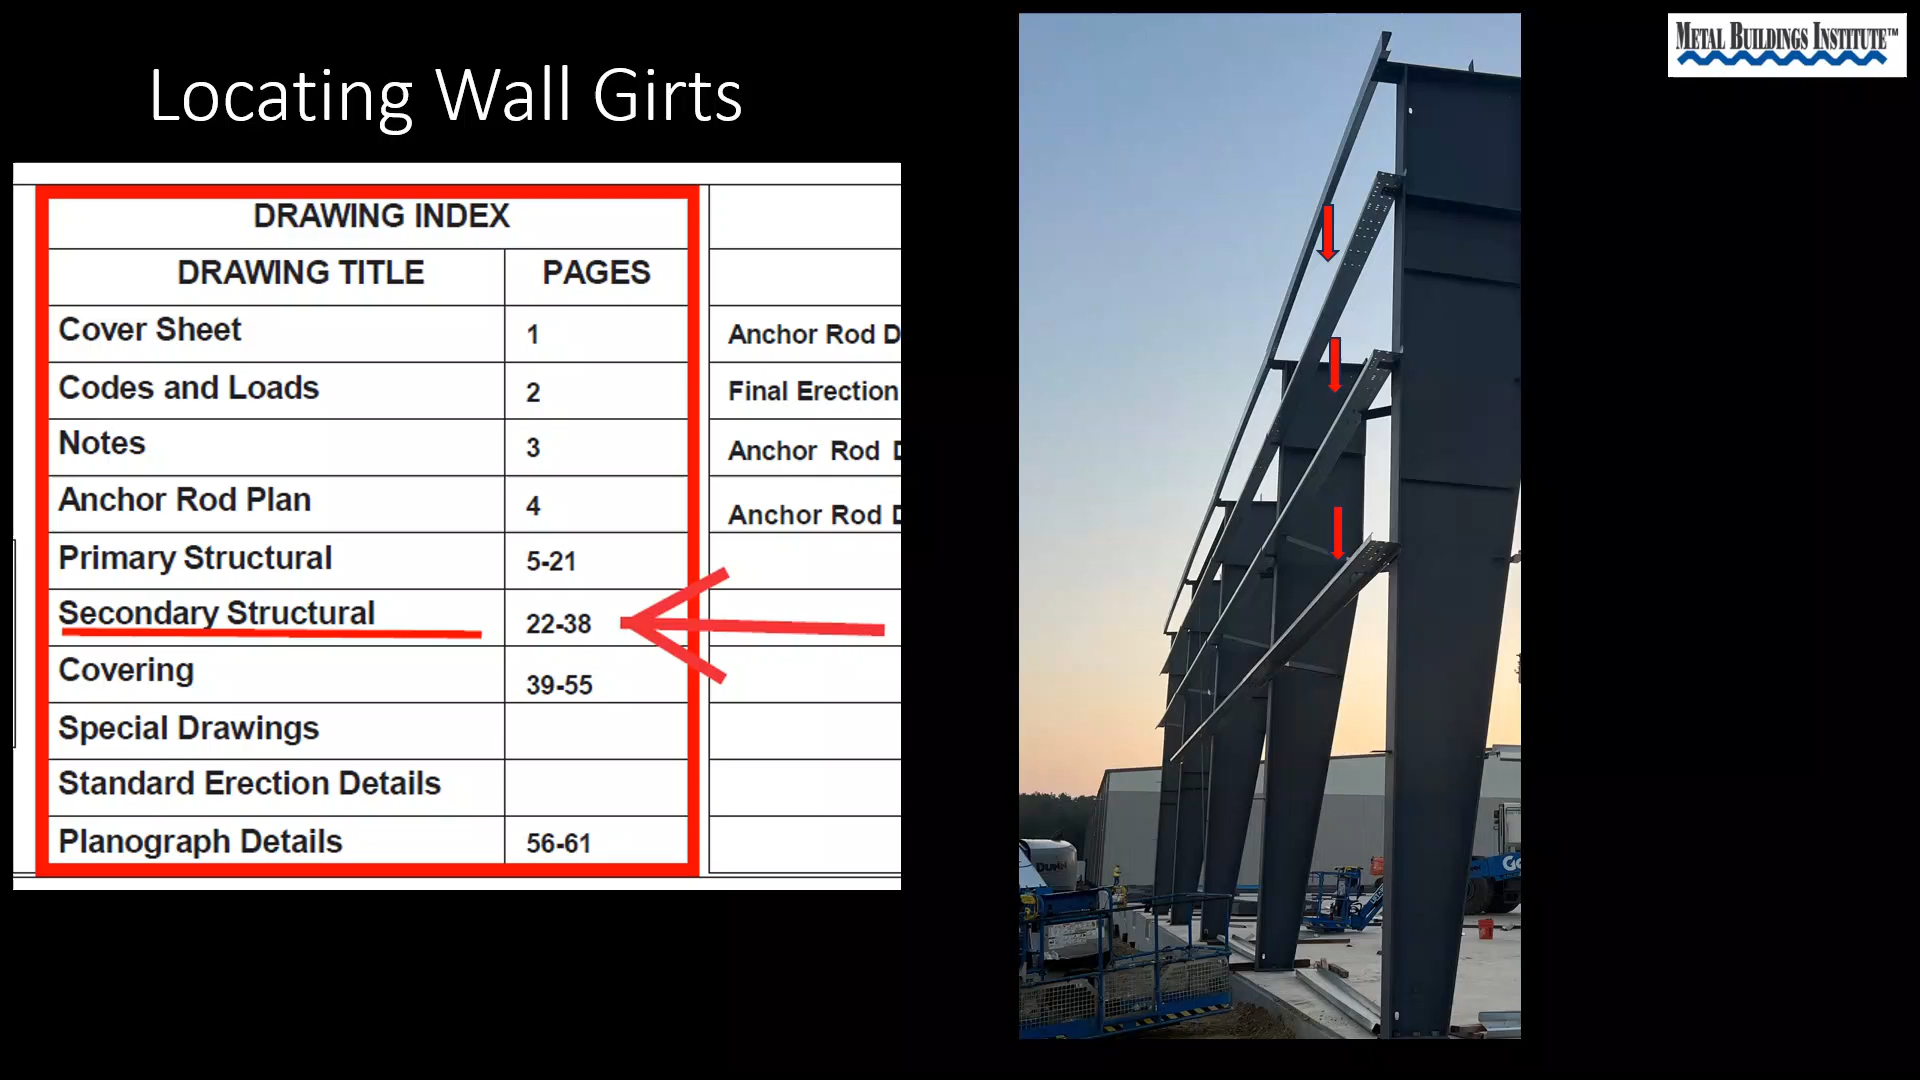 Locating Wall Girts
METAL BUILDINGS INSTITUTE™
DRAWING INDEX
DRAWING TITLE PAGES
Cover Sheet 1
Codes and Loads 2
Notes 3
Anchor Rod Plan 4
Primary Structural 5-21
Secondary Structural 22-38
Covering 39-55
Special Drawings
Standard Erection Details
Planograph Details 56-61
Anchor Rod D
Final Erection
Anchor Rod D
Anchor Rod D
DUHN